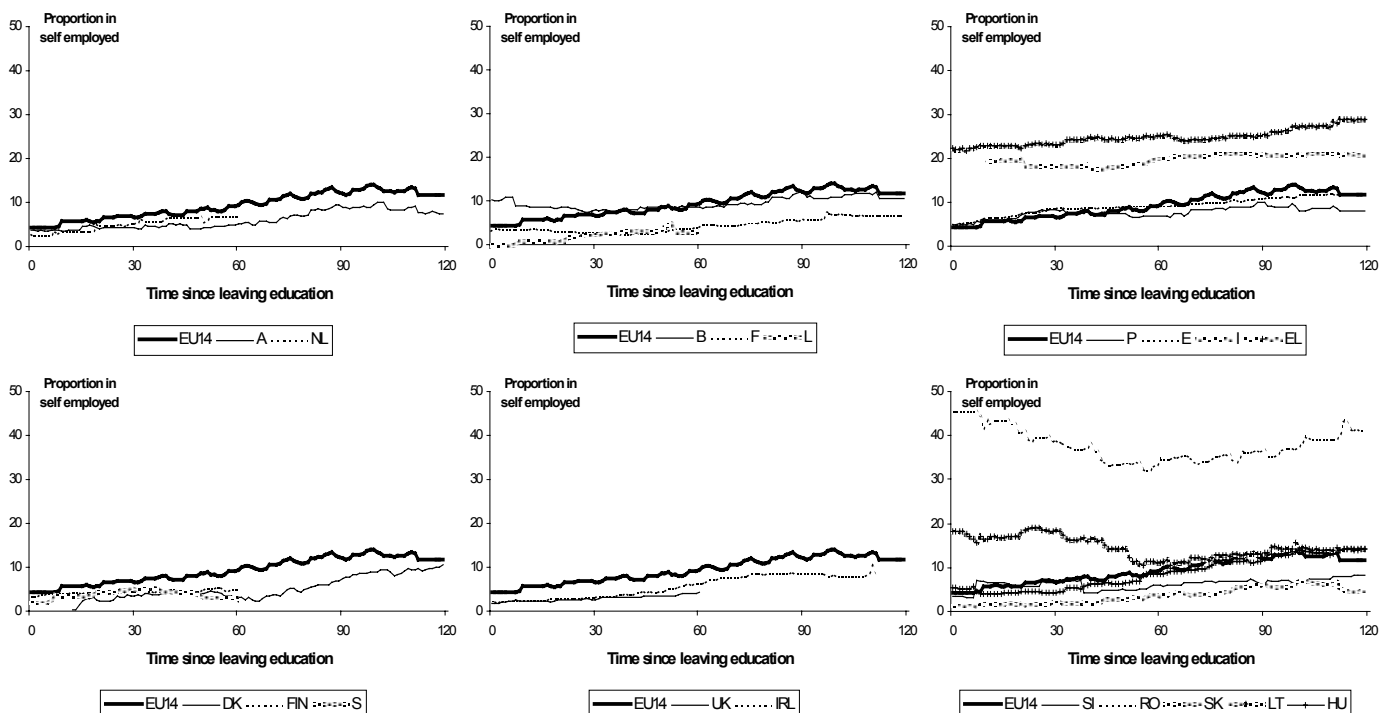 Proportion in
self employed
50
40
30
20
10
0
0 30 60 90 120
Time since leaving education
EU14 A NL
Proportion in
self employed
50
40
30
20
10
0
0 30 60 90 120
Time since leaving education
EU14 B F L
Proportion in
self employed
50
40
30
20
10
0
0 30 60 90 120
Time since leaving education
EU14 P E I EL
Proportion in
self employed
50
40
30
20
10
0
0 30 60 90 120
Time since leaving education
EU14 DK FIN S
Proportion in
self employed
50
40
30
20
10
0
0 30 60 90 120
Time since leaving education
EU14 UK IRL
Proportion in
self employed
50
40
30
20
10
0
0 30 60 90 120
Time since leaving education
EU14 SI RO SK LT HU